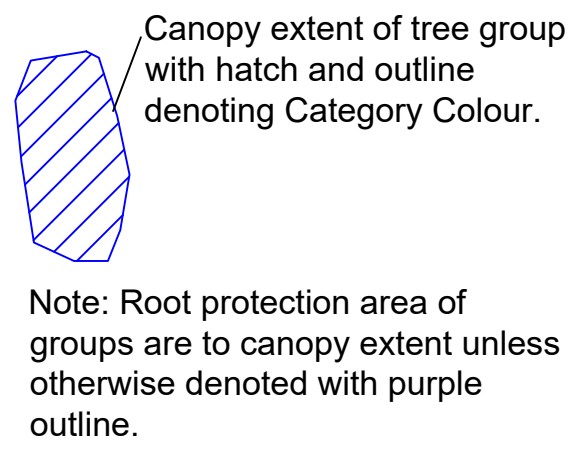 Canopy extent of tree group
with hatch and outline
denoting Category Colour.
Note: Root protection area of
groups are to canopy extent unless
otherwise denoted with purple
outline.